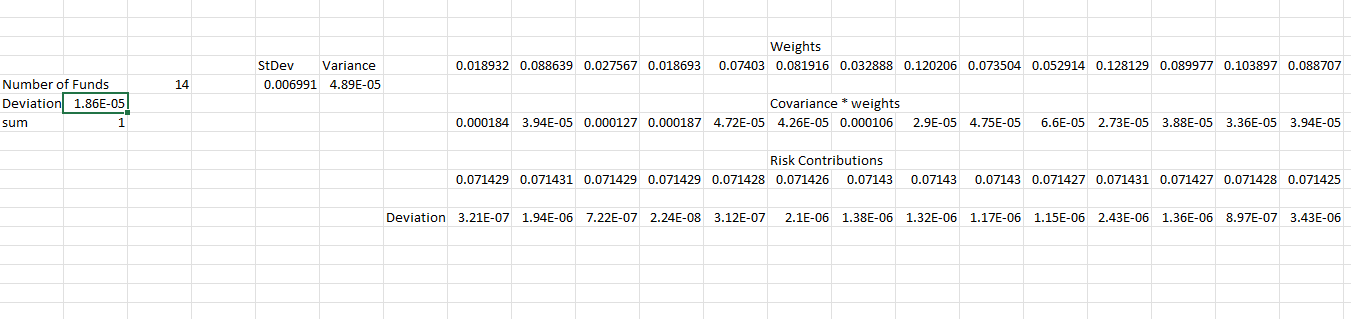 Weights
StDev Variance 0.018932 0.088639 0.027567 0.018693 0.07403 0.081916 0.032888 0.120206 0.073504 0.052914 0.128129 0.089977 0.103897 0.088707
Number of Funds 14 0.006991 4.89E-05
Deviation 1.86E-05 Covariance * weights
sum 1 0.000184 3.94E-05 0.000127 0.000187 4.72E-05 4.26E-05 0.000106 2.9E-05 4.75E-05 6.6E-05 2.73E-05 3.88E-05 3.36E-05 3.94E-05
Risk Contributions
0.071429 0.071431 0.071429 0.071429 0.071428 0.071426 0.07143 0.07143 0.07143 0.071427 0.071431 0.071427 0.071428 0.071425
Deviation 3.21E-07 1.94E-06 7.22E-07 2.24E-08 3.12E-07 2.1E-06 1.38E-06 1.32E-06 1.17E-06 1.15E-06 2.43E-06 1.36E-06 8.97E-07 3.43E-06